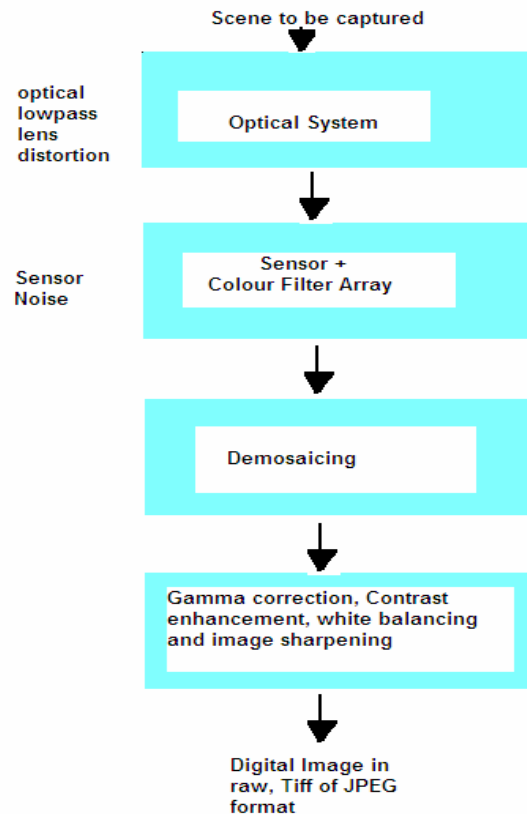 Scene to be captured
optical
lowpass
lens
distortion
Optical System
Sensor
Noise
Sensor +
Colour Filter Array
Demosaicing
Gamma correction, Contrast
enhancement, white balancing
and image sharpening
Digital Image in
raw, Tiff of JPEG
format